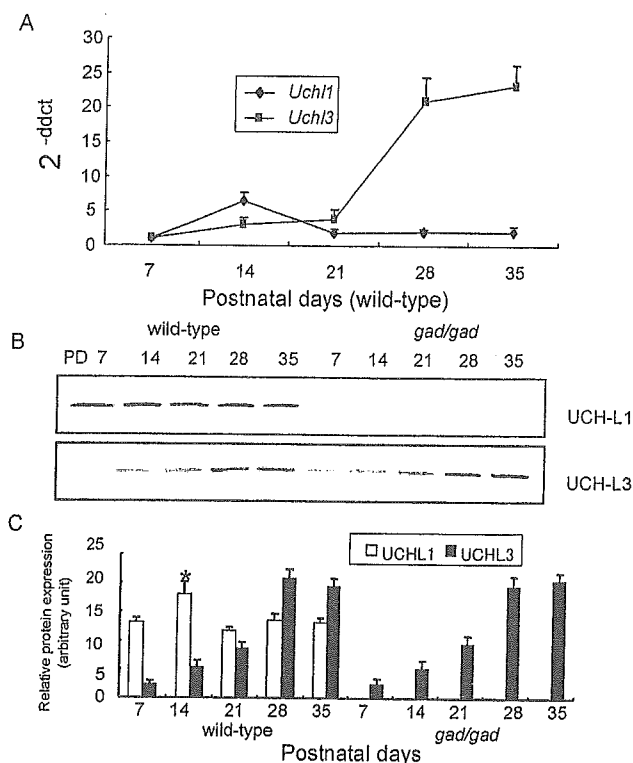 A
30
25
20
15
10
5
0
2 -ddct
Uchl1
Uchl3
7 14 21 28 35
Postnatal days (wild-type)
B
wild-type gad/gad
PD 7 14 21 28 35 7 14 21 28 35
UCH-L1
UCH-L3
C
Relative protein expression
(arbitrary unit)
25
20
15
10
5
0
UCHL1 UCHL3
*
7 14 21 28 35 7 14 21 28 35
wild-type gad/gad
Postnatal days